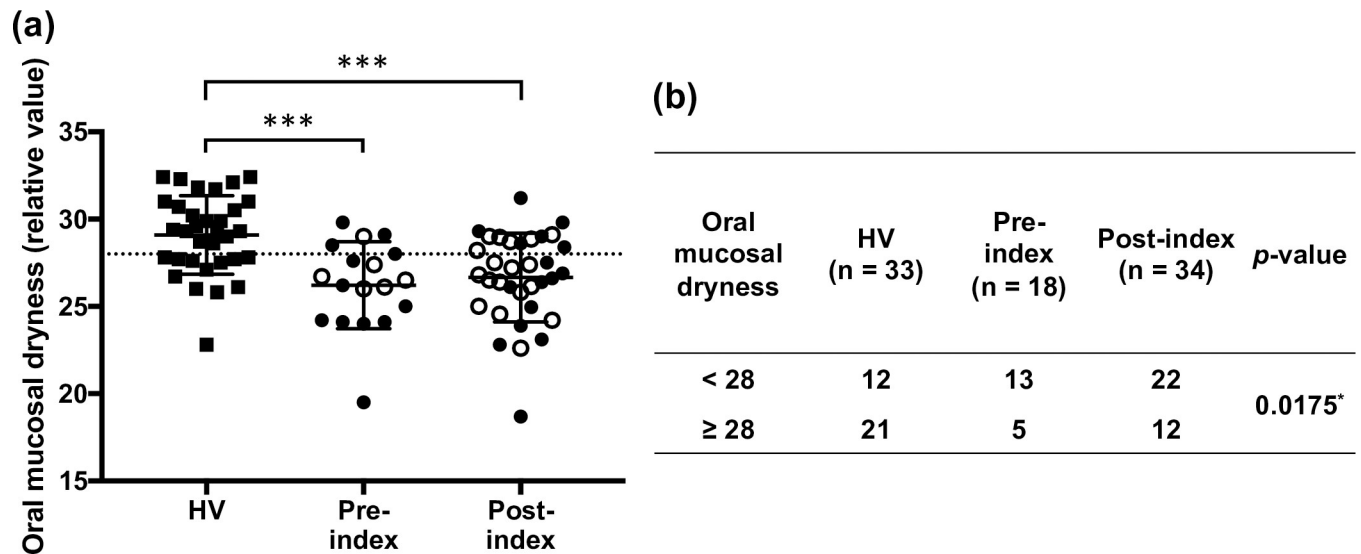 (a)
Oral mucosal dryness (relative value)
***
***
35
30
25
20
15
HV
Pre-
index
Post-
index
(b)
Oral
mucosal
dryness
HV
(n = 33)
Pre-
index
(n = 18)
Post-index
(n = 34)
p-value
< 28 12 13 22
0.0175*
≥ 28 21 5 12